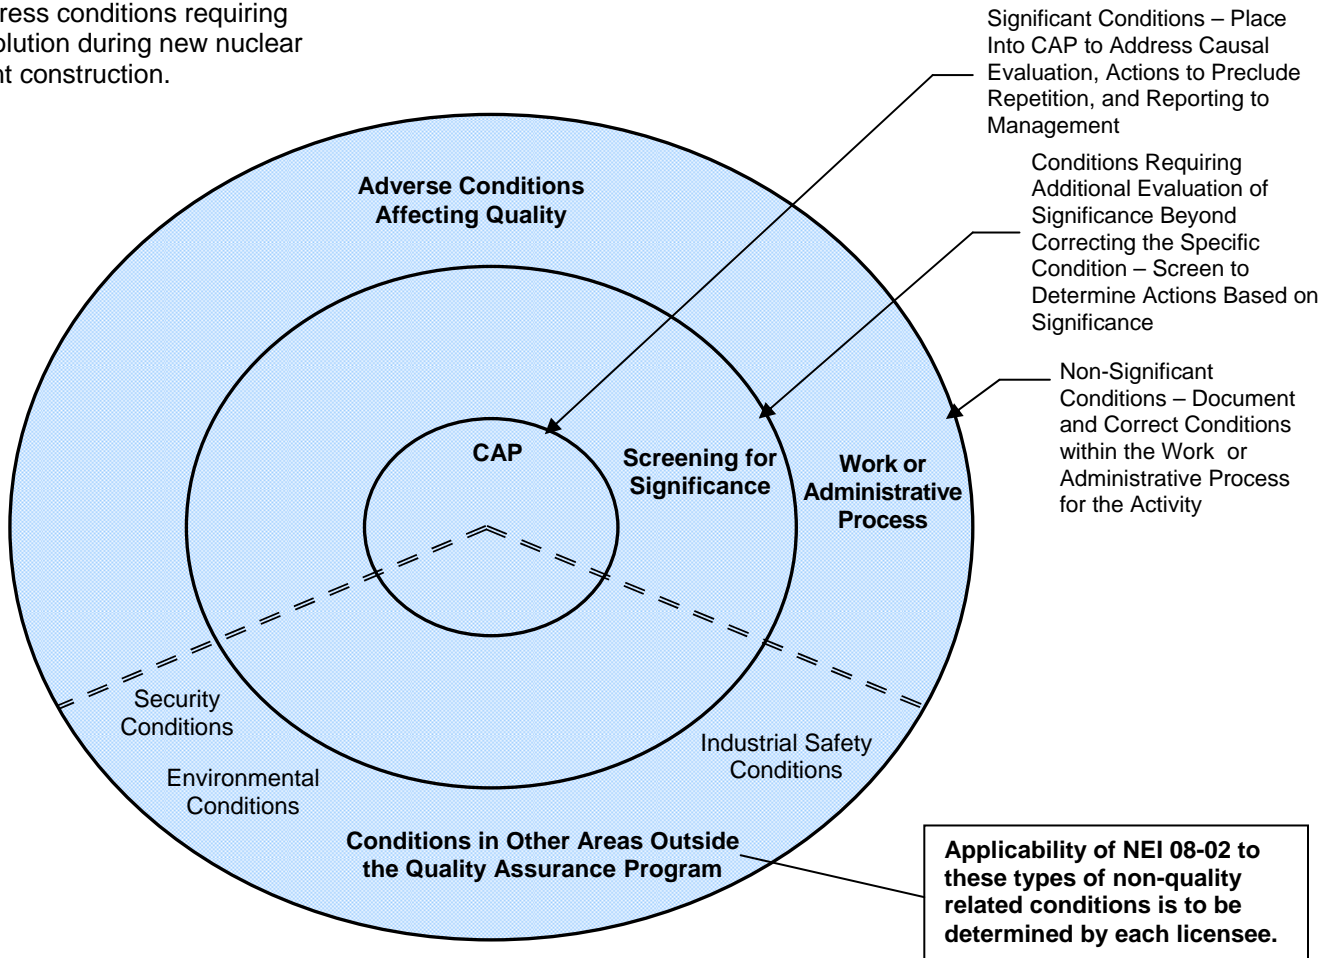 conditions requiring
during new nuclear
construction.
Significant Conditions – Place
Into CAP to Address Causal
Evaluation, Actions to Preclude
Repetition, and Reporting to
Management
Conditions Requiring
Additional Evaluation of
Significance Beyond
Correcting the Specific
Condition – Screen to
Determine Actions Based on
Significance
Non-Significant
Conditions – Document
and Correct Conditions
within the Work or
Administrative Process
for the Activity
Adverse Conditions
Affecting Quality
CAP
Screening for
Significance
Work or
Administrative
Process
Security
Conditions
Environmental
Conditions
Industrial Safety
Conditions
Conditions in Other Areas Outside
the Quality Assurance Program
Applicability of NEI 08-02 to
these types of non-quality
related conditions is to be
determined by each licensee.